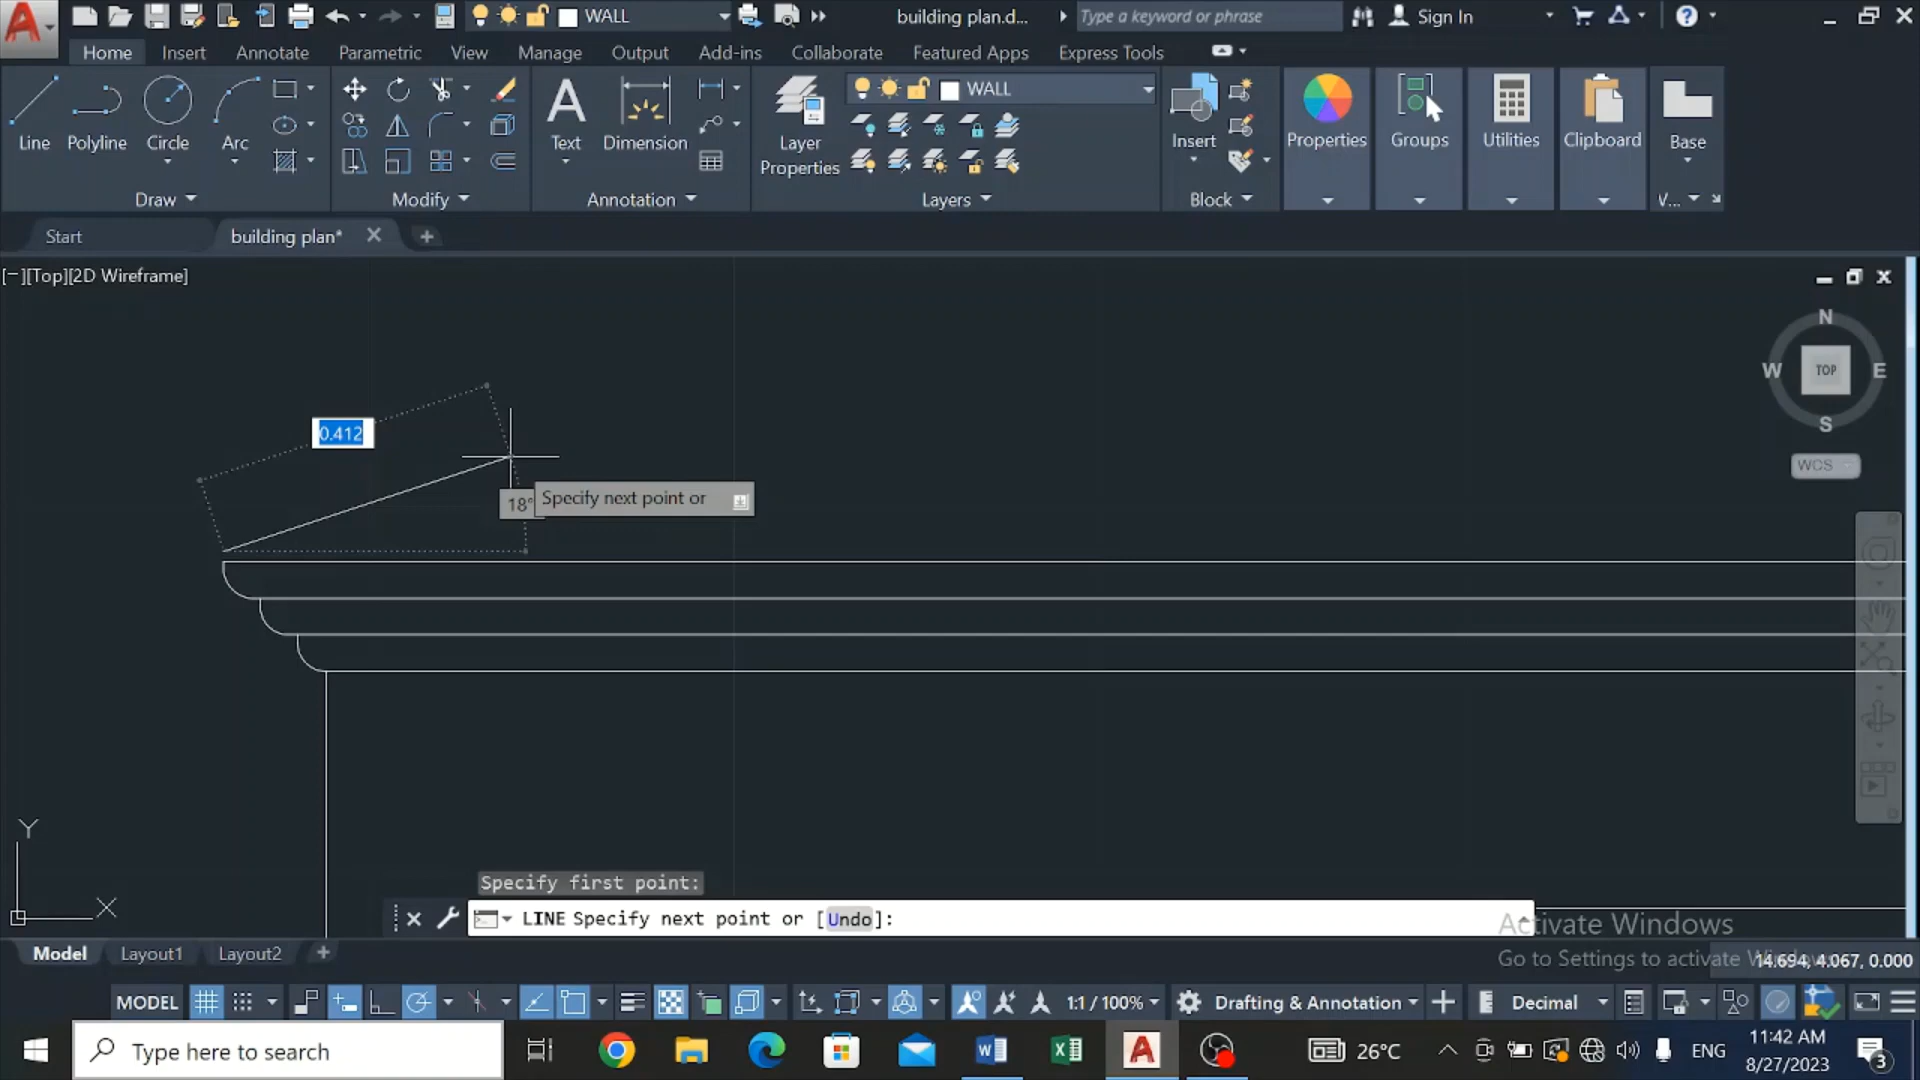 WALL
building plan.d...
Type a keyword or phrase
Sign In
Home
Insert
Annotate
Parametric
View
Manage
Output
Add-ins
Collaborate
Featured Apps
Express Tools
Line
Polyline
Circle
Arc
Text
Dimension
Layer
Properties
WALL
Insert
Properties
Groups
Utilities
Clipboard
Base
Draw
Modify
Annotation
Layers
Block
V...
Start
building plan*
[−][Top][2D Wireframe]
N
W
TOP
E
S
WCS
0.412
18°
Specify next point or
Y
X
Specify first point:
LINE Specify next point or [Undo]:
Activate Windows
Go to Settings to activate
14.694, 4.067, 0.000
Model
Layout1
Layout2
MODEL
1:1 / 100%
Drafting & Annotation
Decimal
Type here to search
26°C
ENG
11:42 AM
8/27/2023
3